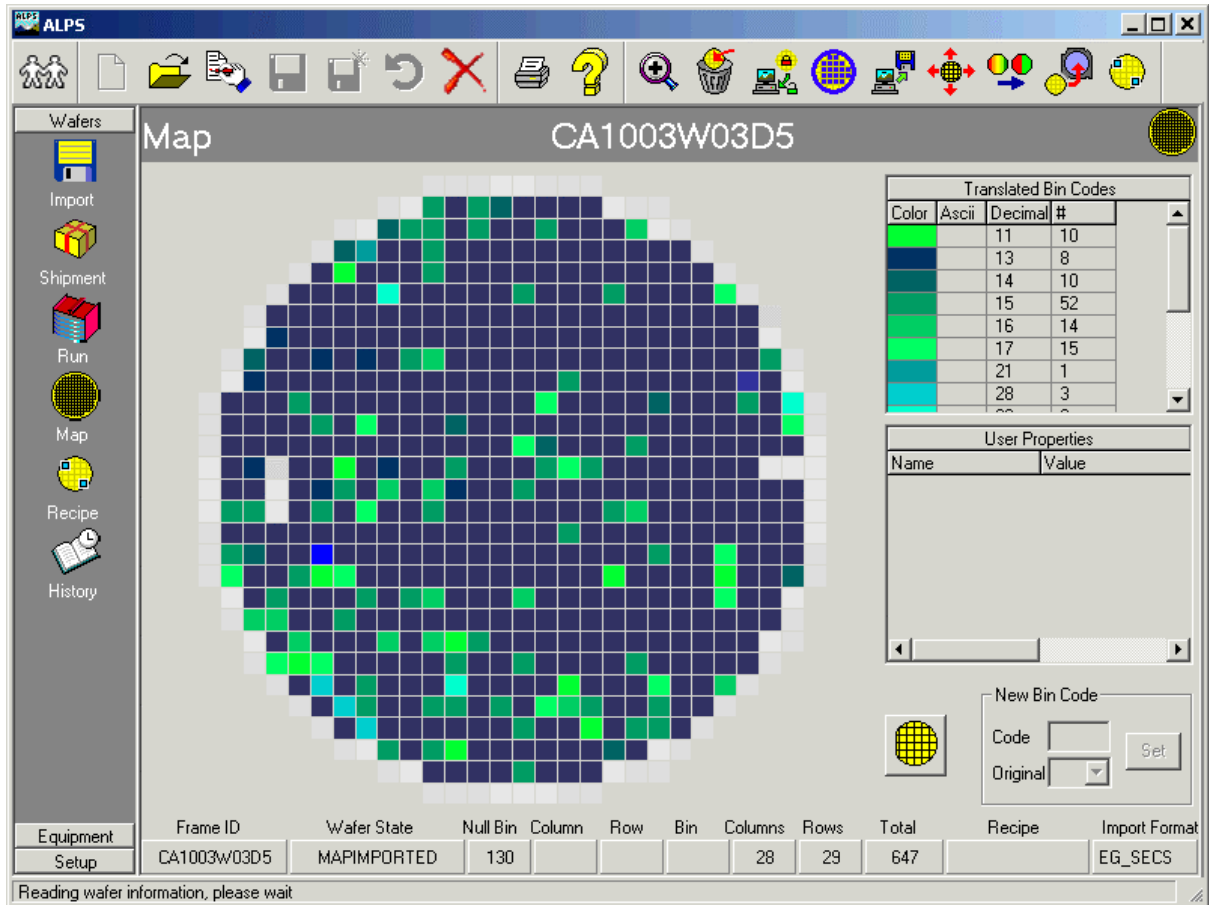 ALPS
ALPS
Wafers
Import
Shipment
Run
Map
Recipe
History
Equipment
Setup
Map CA1003W03D5
Translated Bin Codes
Color Ascii Decimal #
11 10
13 8
14 10
15 52
16 14
17 15
21 1
28 3
User Properties
Name Value
New Bin Code
Code
Original
Set
Frame ID Wafer State Null Bin Column Row Bin Columns Rows Total Recipe Import Format
CA1003W03D5 MAPIMPORTED 130 28 29 647 EG_SECS
Reading wafer information, please wait